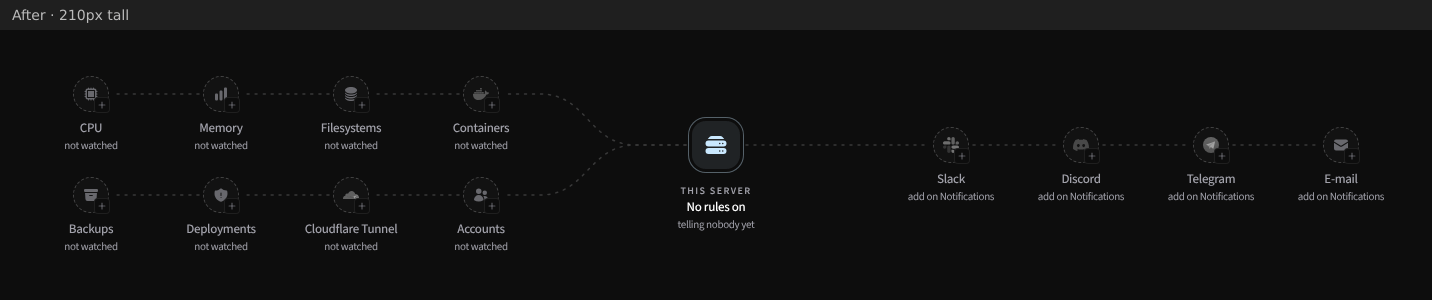 After · 210px tall
CPU
not watched
Memory
not watched
Filesystems
not watched
Containers
not watched
Backups
not watched
Deployments
not watched
Cloudflare Tunnel
not watched
Accounts
not watched
THIS SERVER
No rules on
telling nobody yet
Slack
add on Notifications
Discord
add on Notifications
Telegram
add on Notifications
E-mail
add on Notifications